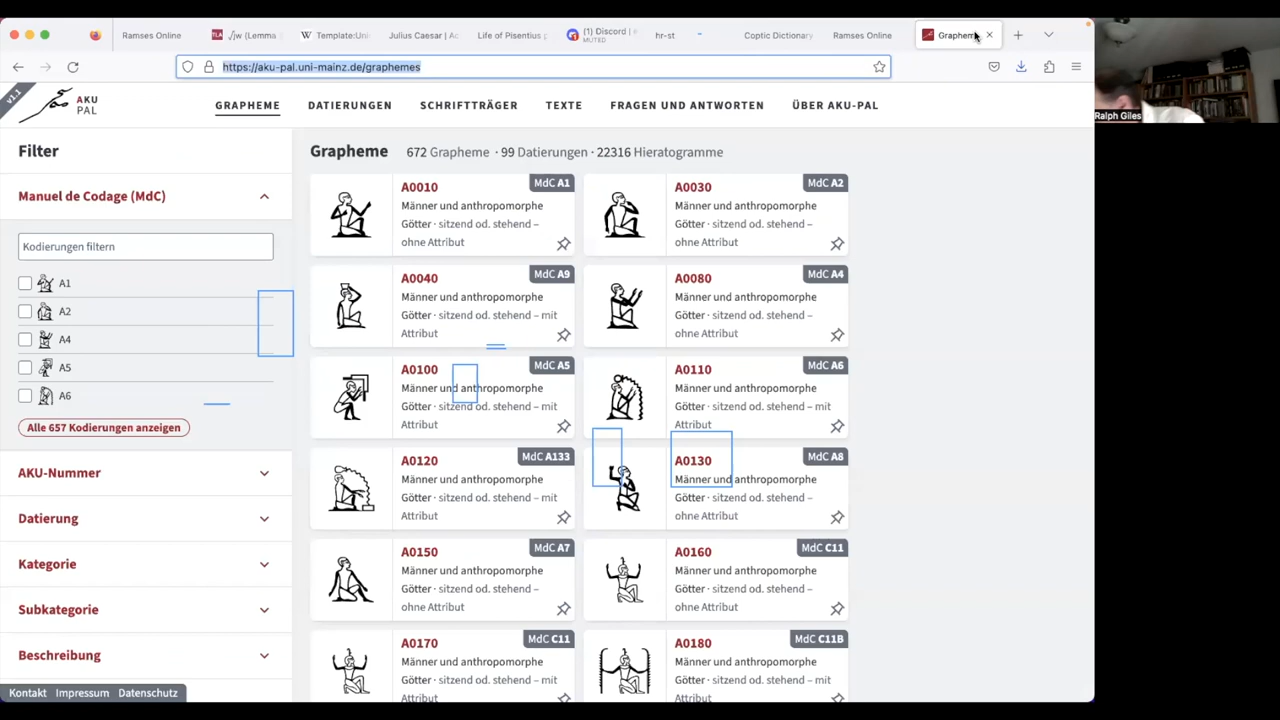 Ramses Online
TLA
(Lemma
W
Template:Uni
Julius Caesar | Ac
Life of Pisentius
(1) Discord |
MUTED
hr-st
Coptic Dictionary
Ramses Online
Graphem
https://aku-pal.uni-mainz.de/graphemes
v1.1
AKU
PAL
GRAPHEME
DATIERUNGEN
SCHRIFTTRÄGER
TEXTE
FRAGEN UND ANTWORTEN
ÜBER AKU-PAL
Filter
Manuel de Codage (MdC)
Kodierungen filtern
A1
A2
A4
A5
A6
Alle 657 Kodierungen anzeigen
AKU-Nummer
Datierung
Kategorie
Subkategorie
Beschreibung
Kontakt Impressum Datenschutz
Grapheme 672 Grapheme · 99 Datierungen · 22316 Hieratogramme
A0010
MdC A1
Männer und anthropomorphe
Götter · sitzend od. stehend –
ohne Attribut
A0030
MdC A2
Männer und anthropomorphe
Götter · sitzend od. stehend –
ohne Attribut
A0040
MdC A9
Männer und anthropomorphe
Götter · sitzend od. stehend – mit
Attribut
A0080
MdC A4
Männer und anthropomorphe
Götter · sitzend od. stehend –
ohne Attribut
A0100
MdC A5
Männer und anthropomorphe
Götter · sitzend od. stehend – mit
Attribut
A0110
MdC A6
Männer und anthropomorphe
Götter · sitzend od. stehend – mit
Attribut
A0120
MdC A133
Männer und anthropomorphe
Götter · sitzend od. stehend – mit
Attribut
A0130
MdC A8
Männer und anthropomorphe
Götter · sitzend od. stehend –
ohne Attribut
A0150
MdC A7
Männer und anthropomorphe
Götter · sitzend od. stehend –
ohne Attribut
A0160
MdC C11
Männer und anthropomorphe
Götter · sitzend od. stehend –
ohne Attribut
A0170
MdC C11
Männer und anthropomorphe
Götter · sitzend od. stehend – mit
Attribut
A0180
MdC C11B
Männer und anthropomorphe
Götter · sitzend od. stehend – mit
Attribut
Ralph Giles